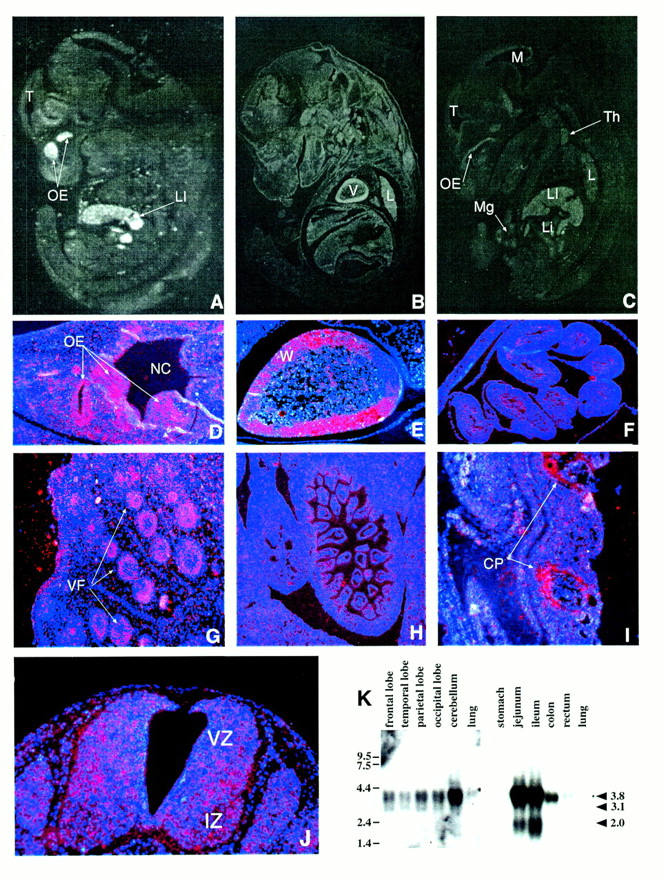 T
OE
LI
A
V
L
B
M
T
Th
OE
L
LI
Mg
Li
C
OE
NC
D
W
E
F
VF
G
H
CP
I
VZ
IZ
J
K
frontal lobe
temporal lobe
parietal lobe
occipital lobe
cerebellum
lung
stomach
jejunum
ileum
colon
rectum
lung
9.5
7.5
4.4
2.4
1.4
3.8
3.1
2.0